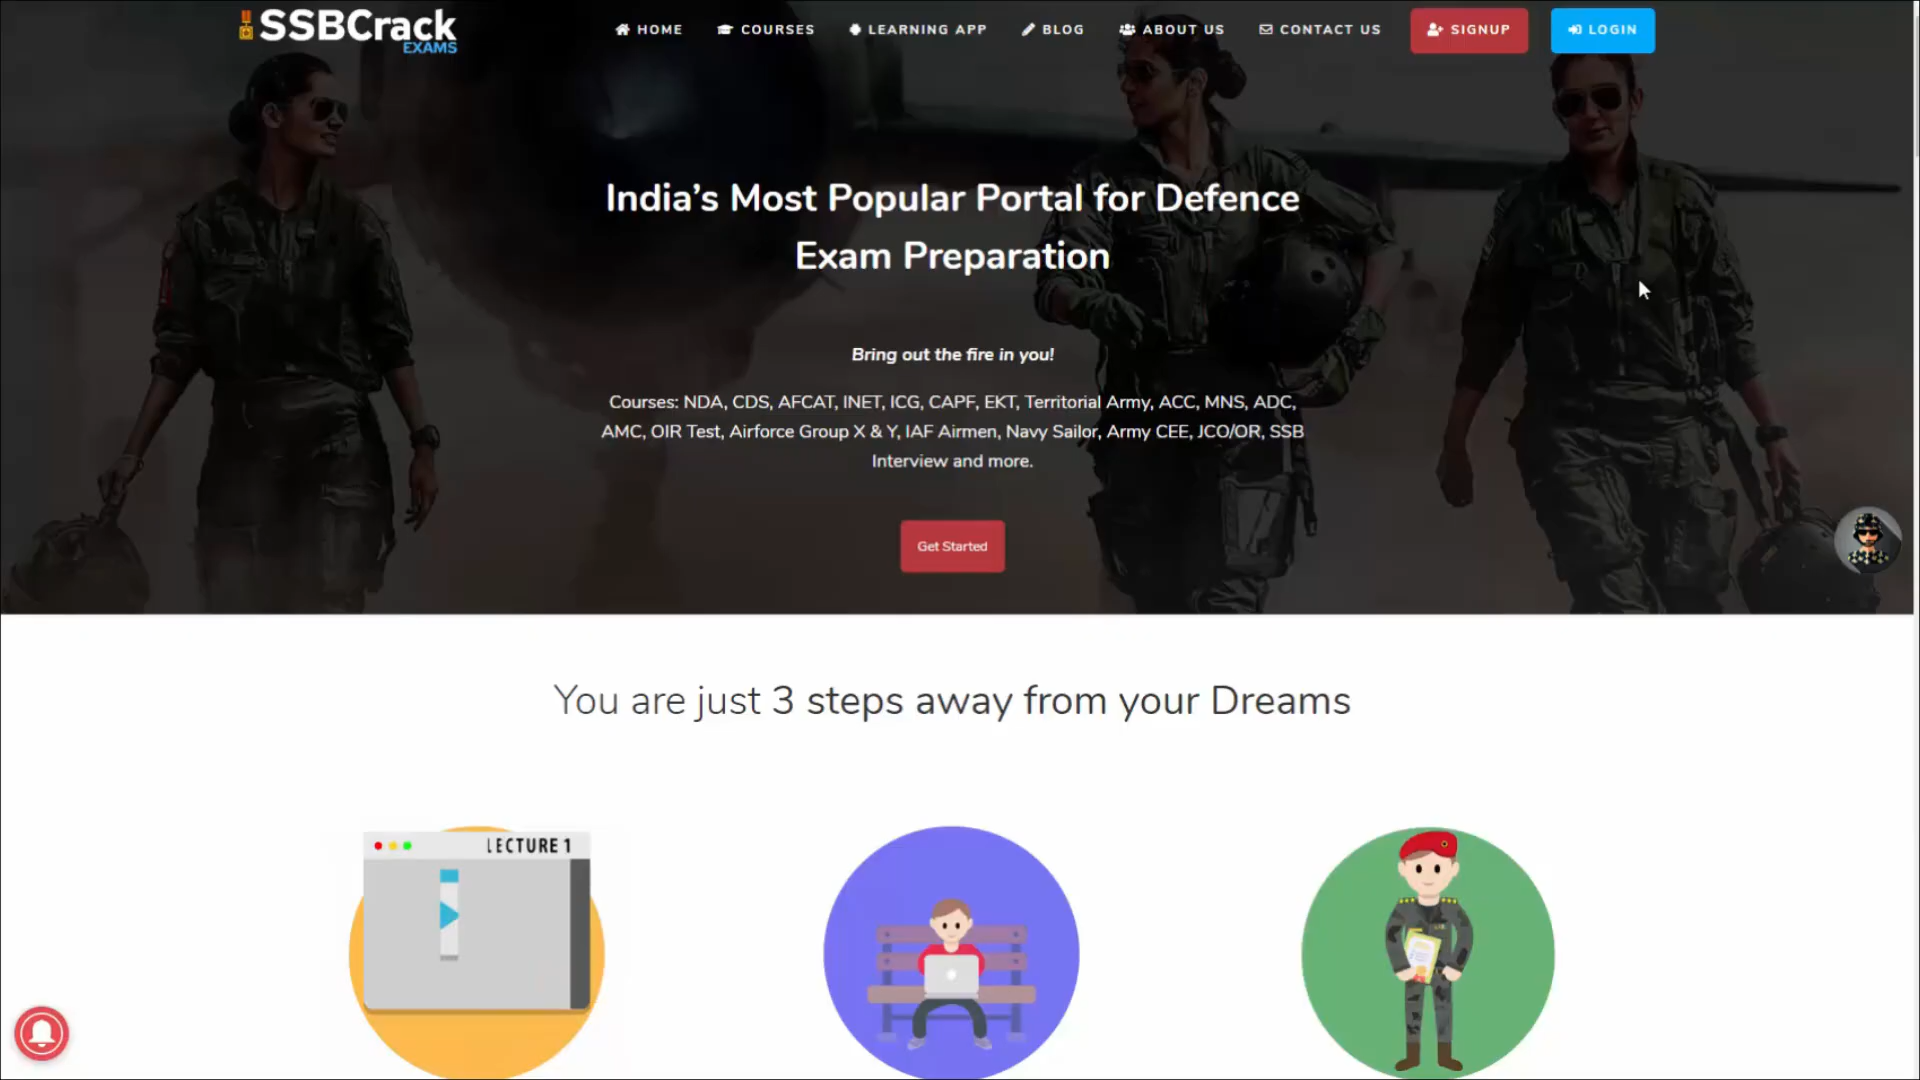 SSBCrack
EXAMS
HOME
COURSES
LEARNING APP
BLOG
ABOUT US
CONTACT US
SIGNUP
LOGIN
India's Most Popular Portal for Defence
Exam Preparation
Bring out the fire in you!
Courses: NDA, CDS, AFCAT, INET, ICG, CAPF, EKT, Territorial Army, ACC, MNS, ADC,
AMC, OIR Test, Airforce Group X & Y, IAF Airmen, Navy Sailor, Army CEE, JCO/OR, SSB
Interview and more.
Get Started
You are just 3 steps away from your Dreams
LECTURE 1